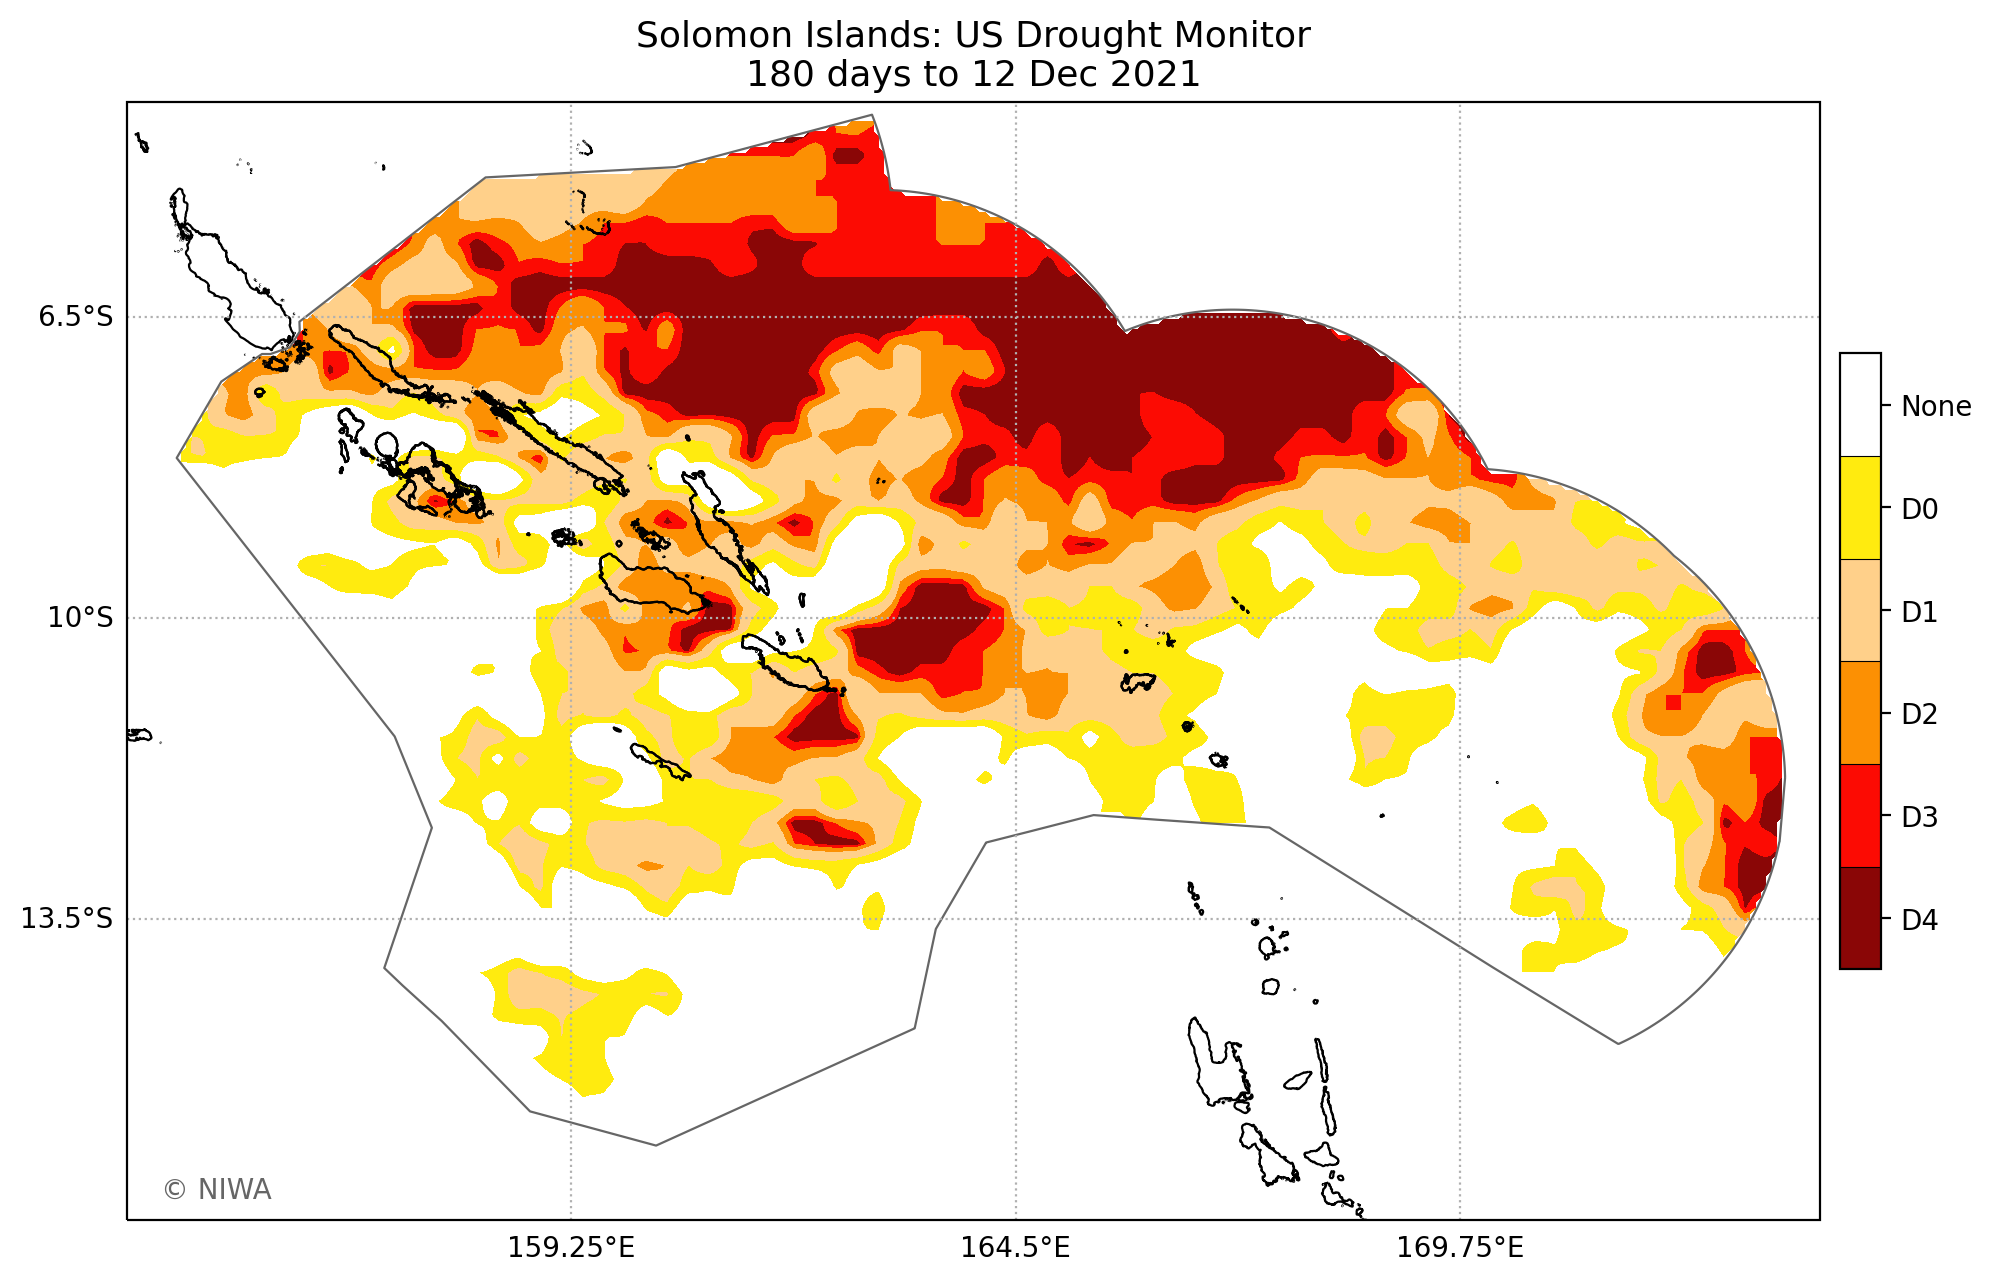 Solomon Islands: US Drought Monitor
180 days to 12 Dec 2021
6.5°S
10°S
13.5°S
159.25°E
164.5°E
169.75°E
None
D0
D1
D2
D3
D4
© NIWA